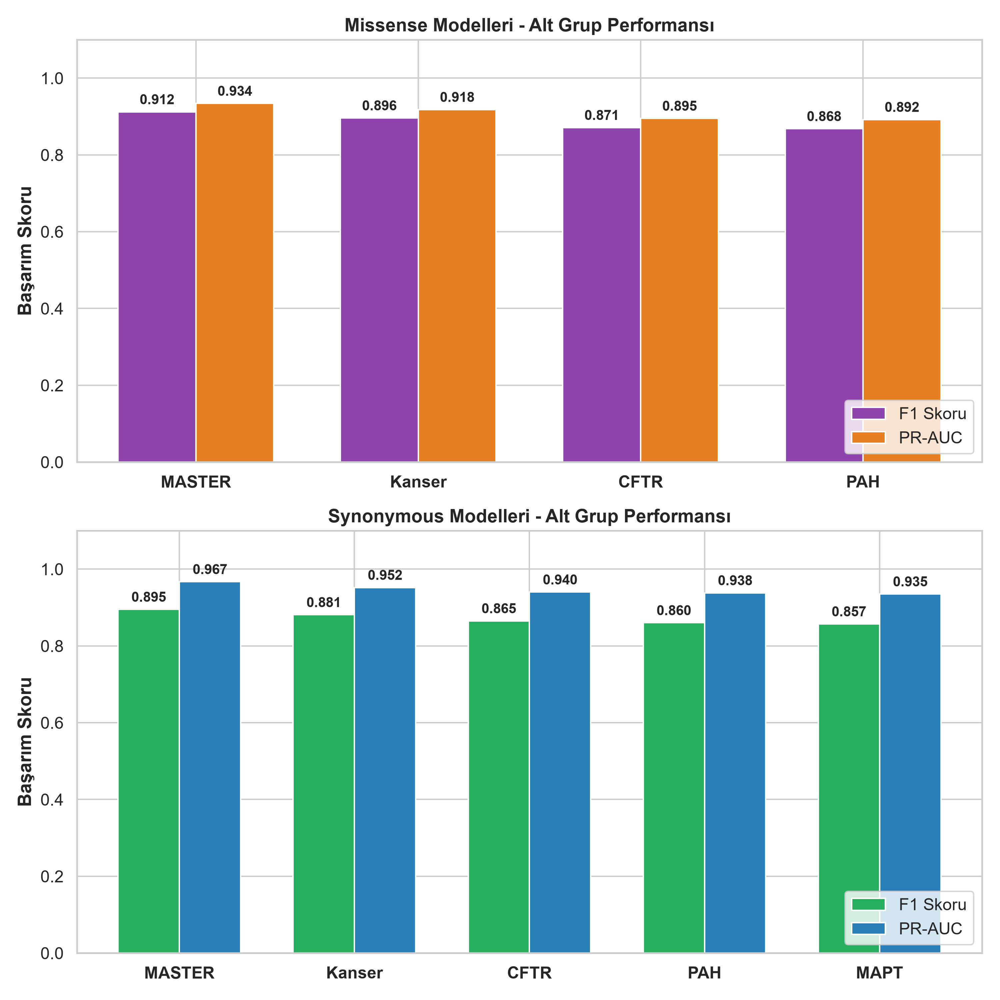 Missense Modelleri - Alt Grup Performansı
Başarım Skoru
1.0
0.8
0.6
0.4
0.2
0.0
0.912
0.934
0.896
0.918
0.871
0.895
0.868
0.892
F1 Skoru
PR-AUC
MASTER
Kanser
CFTR
PAH
Synonymous Modelleri - Alt Grup Performansı
Başarım Skoru
1.0
0.8
0.6
0.4
0.2
0.0
0.895
0.967
0.881
0.952
0.865
0.940
0.860
0.938
0.857
0.935
F1 Skoru
PR-AUC
MASTER
Kanser
CFTR
PAH
MAPT